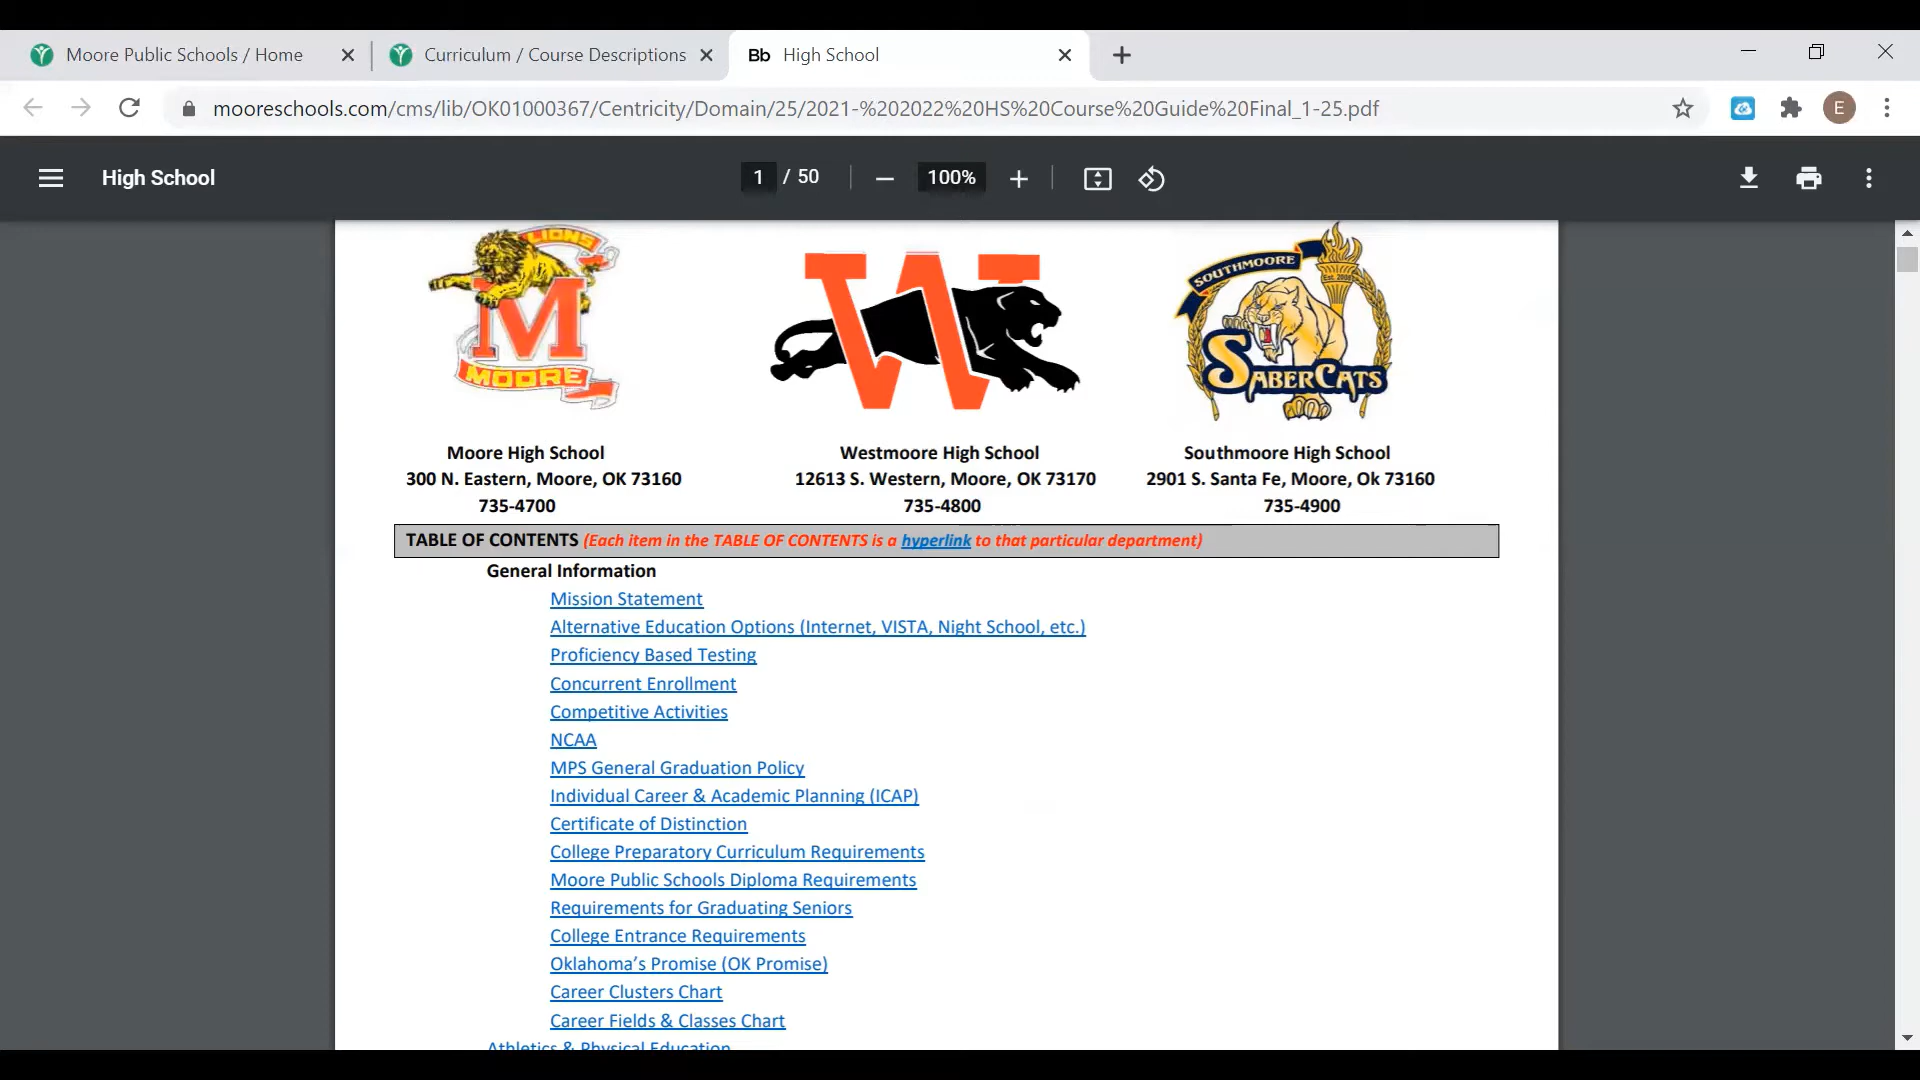 Moore Public Schools / Home
Curriculum / Course Descriptions
Bb High School
mooreschools.com/cms/lib/OK01000367/Centricity/Domain/25/2021-%202022%20HS%20Course%20Guide%20Final_1-25.pdf
E
High School
1 / 50
100%
LIONS
M
MOORE
W
SOUTHMOORE
Est. 2008
SABERCATS
Moore High School
300 N. Eastern, Moore, OK 73160
735-4700
Westmoore High School
12613 S. Western, Moore, OK 73170
735-4800
Southmoore High School
2901 S. Santa Fe, Moore, Ok 73160
735-4900
TABLE OF CONTENTS (Each item in the TABLE OF CONTENTS is a hyperlink to that particular department)
General Information
Mission Statement
Alternative Education Options (Internet, VISTA, Night School, etc.)
Proficiency Based Testing
Concurrent Enrollment
Competitive Activities
NCAA
MPS General Graduation Policy
Individual Career & Academic Planning (ICAP)
Certificate of Distinction
College Preparatory Curriculum Requirements
Moore Public Schools Diploma Requirements
Requirements for Graduating Seniors
College Entrance Requirements
Oklahoma’s Promise (OK Promise)
Career Clusters Chart
Career Fields & Classes Chart
Athletics & Physical Education